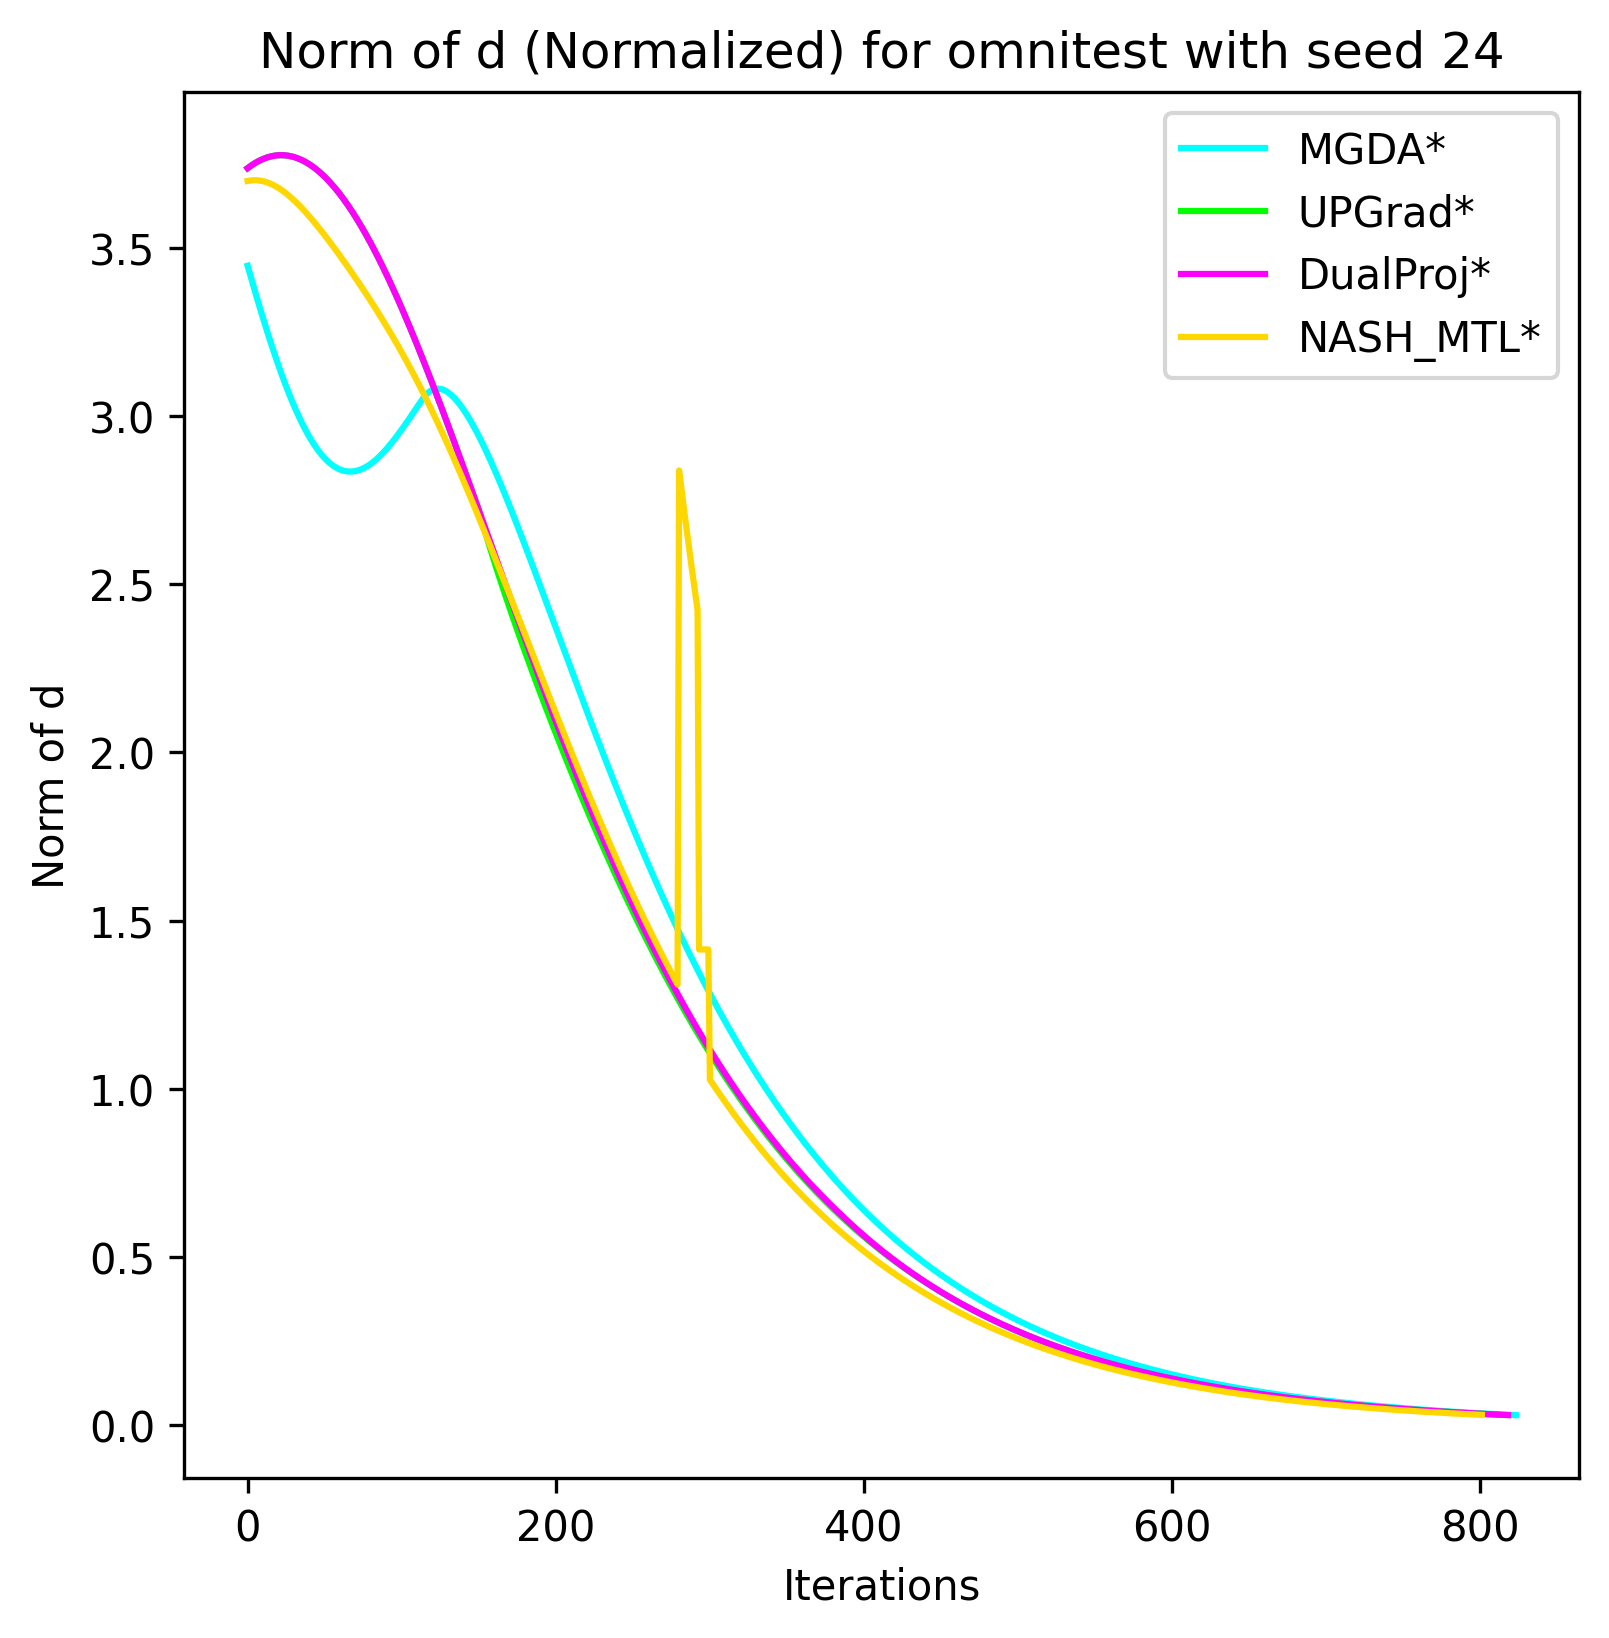 Norm of d (Normalized) for omnitest with seed 24
MGDA*
UPGrad*
DualProj*
NASH_MTL*
Norm of d
3.5
3.0
2.5
2.0
1.5
1.0
0.5
0.0
0 200 400 600 800
Iterations